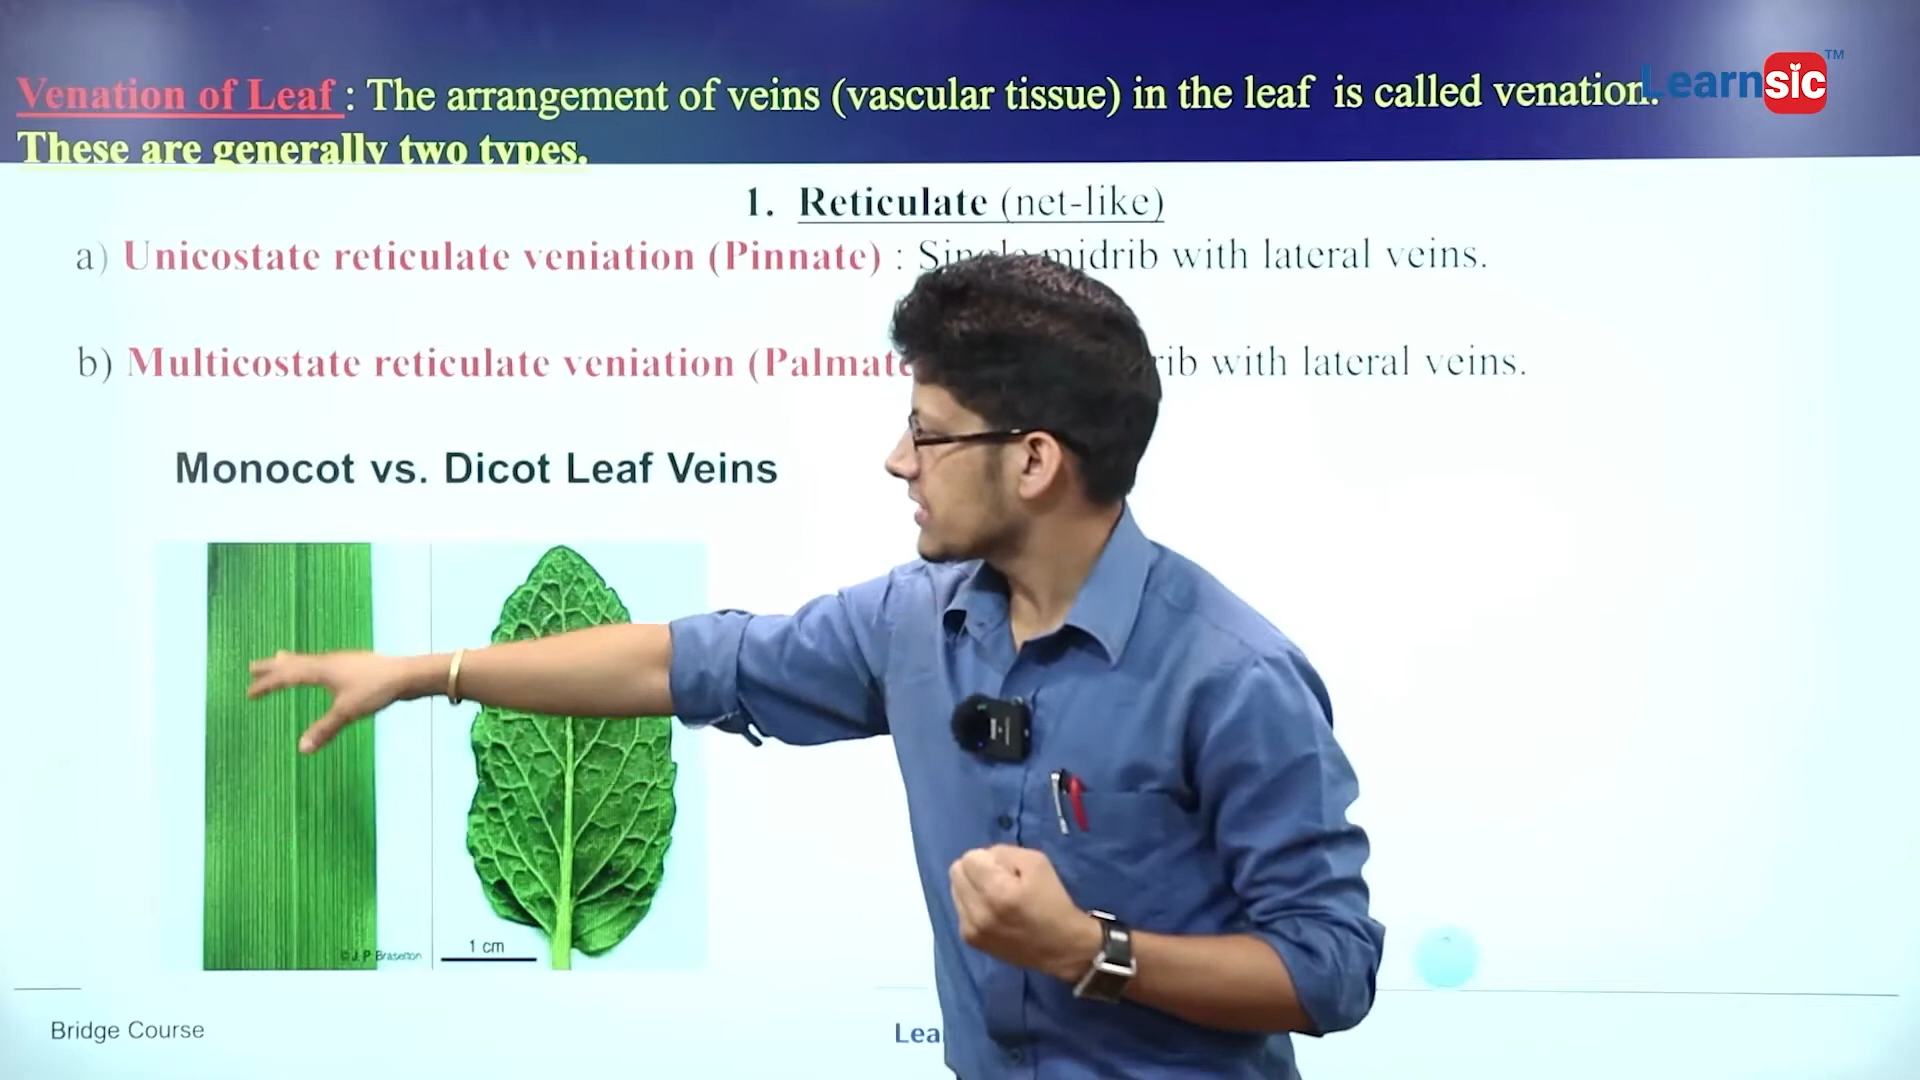 Venation of Leaf : The arrangement of veins (vascular tissue) in the leaf is called venation.
These are generally two types.
Learnsic TM
1. Reticulate (net-like)
a) Unicostate reticulate veniation (Pinnate) : Single midrib with lateral veins.
b) Multicostate reticulate veniation (Palmate rib with lateral veins.
Monocot vs. Dicot Leaf Veins
© J. P. Braselton
1 cm
Bridge Course
Lea